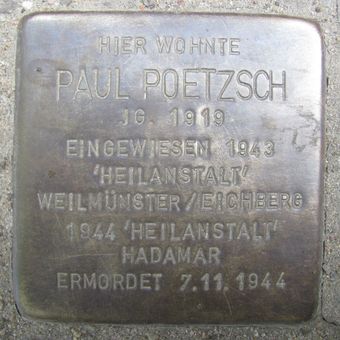 HIER WOHNTE
PAUL POETZSCH
JG. 1919
EINGEWIESEN 1943
'HEILANSTALT'
WEILMÜNSTER/EICHBERG
1944 'HEILANSTALT'
HADAMAR
ERMORDET 7.11.1944